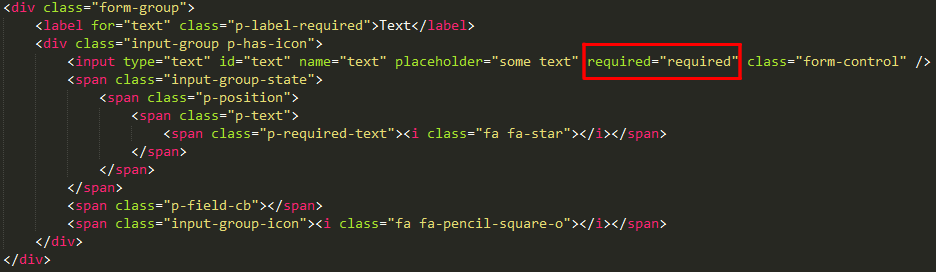 <div class="form-group">
<label for="text" class="p-label-required">Text</label>
<div class="input-group p-has-icon">
<input type="text" id="text" name="text" placeholder="some text" required="required" class="form-control" />
<span class="input-group-state">
<span class="p-position">
<span class="p-text">
<span class="p-required-text"><i class="fa fa-star"></i></span>
</span>
</span>
</span>
<span class="p-field-cb"></span>
<span class="input-group-icon"><i class="fa fa-pencil-square-o"></i></span>
</div>
</div>